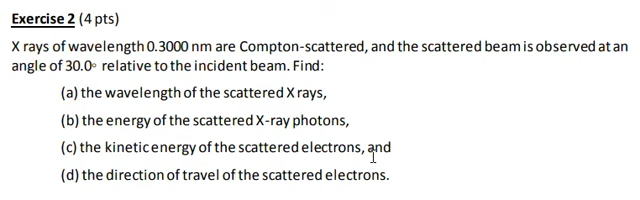 Exercise 2 (4 pts)
X rays of wavelength 0.3000 nm are Compton-scattered, and the scattered beam is observed at an
angle of 30.0° relative to the incident beam. Find:
(a) the wavelength of the scattered X rays,
(b) the energy of the scattered X-ray photons,
(c) the kinetic energy of the scattered electrons, and
(d) the direction of travel of the scattered electrons.